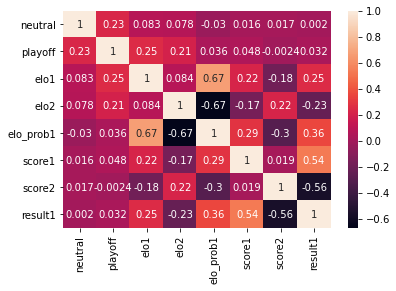 neutral 1 0.23 0.083 0.078 -0.03 0.016 0.017 0.002
playoff 0.23 1 0.25 0.21 0.036 0.048 -0.0024 0.032
elo1 0.083 0.25 1 0.084 0.67 0.22 -0.18 0.25
elo2 0.078 0.21 0.084 1 -0.67 -0.17 0.22 -0.23
elo_prob1 -0.03 0.036 0.67 -0.67 1 0.29 -0.3 0.36
score1 0.016 0.048 0.22 -0.17 0.29 1 0.019 0.54
score2 0.017 -0.0024 -0.18 0.22 -0.3 0.019 1 -0.56
result1 0.002 0.032 0.25 -0.23 0.36 0.54 -0.56 1
neutral playoff elo1 elo2 elo_prob1 score1 score2 result1
1.0
0.8
0.6
0.4
0.2
0.0
−0.2
−0.4
−0.6